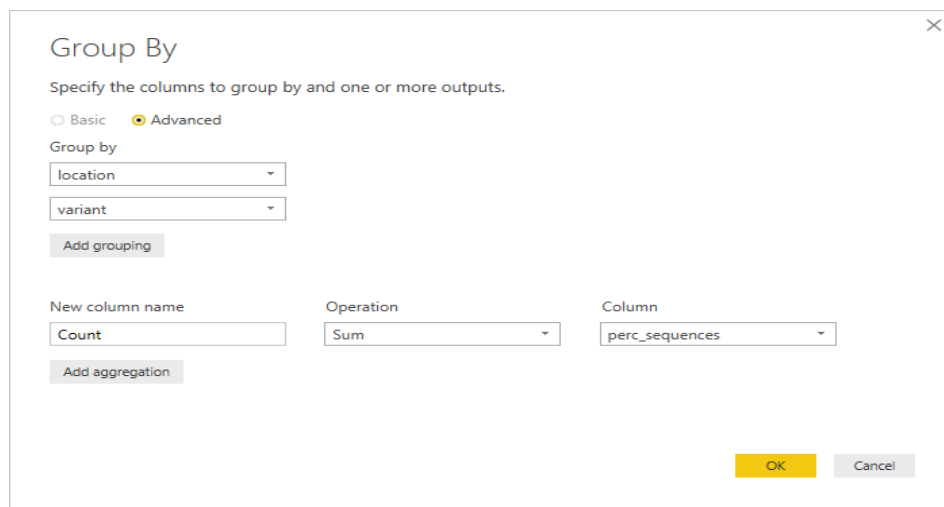 Group By
Specify the columns to group by and one or more outputs.
Basic Advanced
Group by
location
variant
Add grouping
New column name Operation Column
Count Sum perc_sequences
Add aggregation
OK Cancel